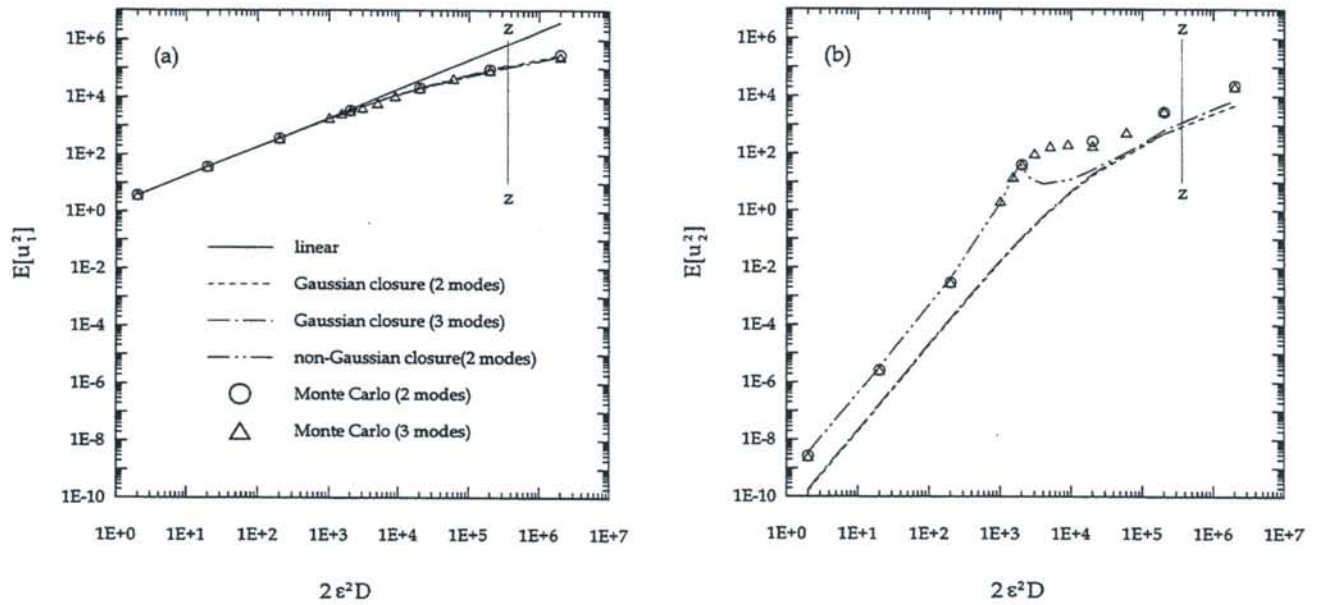 (a)
z
z
E[u₁²]
1E+6
1E+4
1E+2
1E+0
1E-2
1E-4
1E-6
1E-8
1E-10
linear
Gaussian closure (2 modes)
Gaussian closure (3 modes)
non-Gaussian closure(2 modes)
Monte Carlo (2 modes)
Monte Carlo (3 modes)
1E+0 1E+1 1E+2 1E+3 1E+4 1E+5 1E+6 1E+7
2ε²D
(b)
z
z
E[u₂²]
1E+6
1E+4
1E+2
1E+0
1E-2
1E-4
1E-6
1E-8
1E-10
1E+0 1E+1 1E+2 1E+3 1E+4 1E+5 1E+6 1E+7
2ε²D